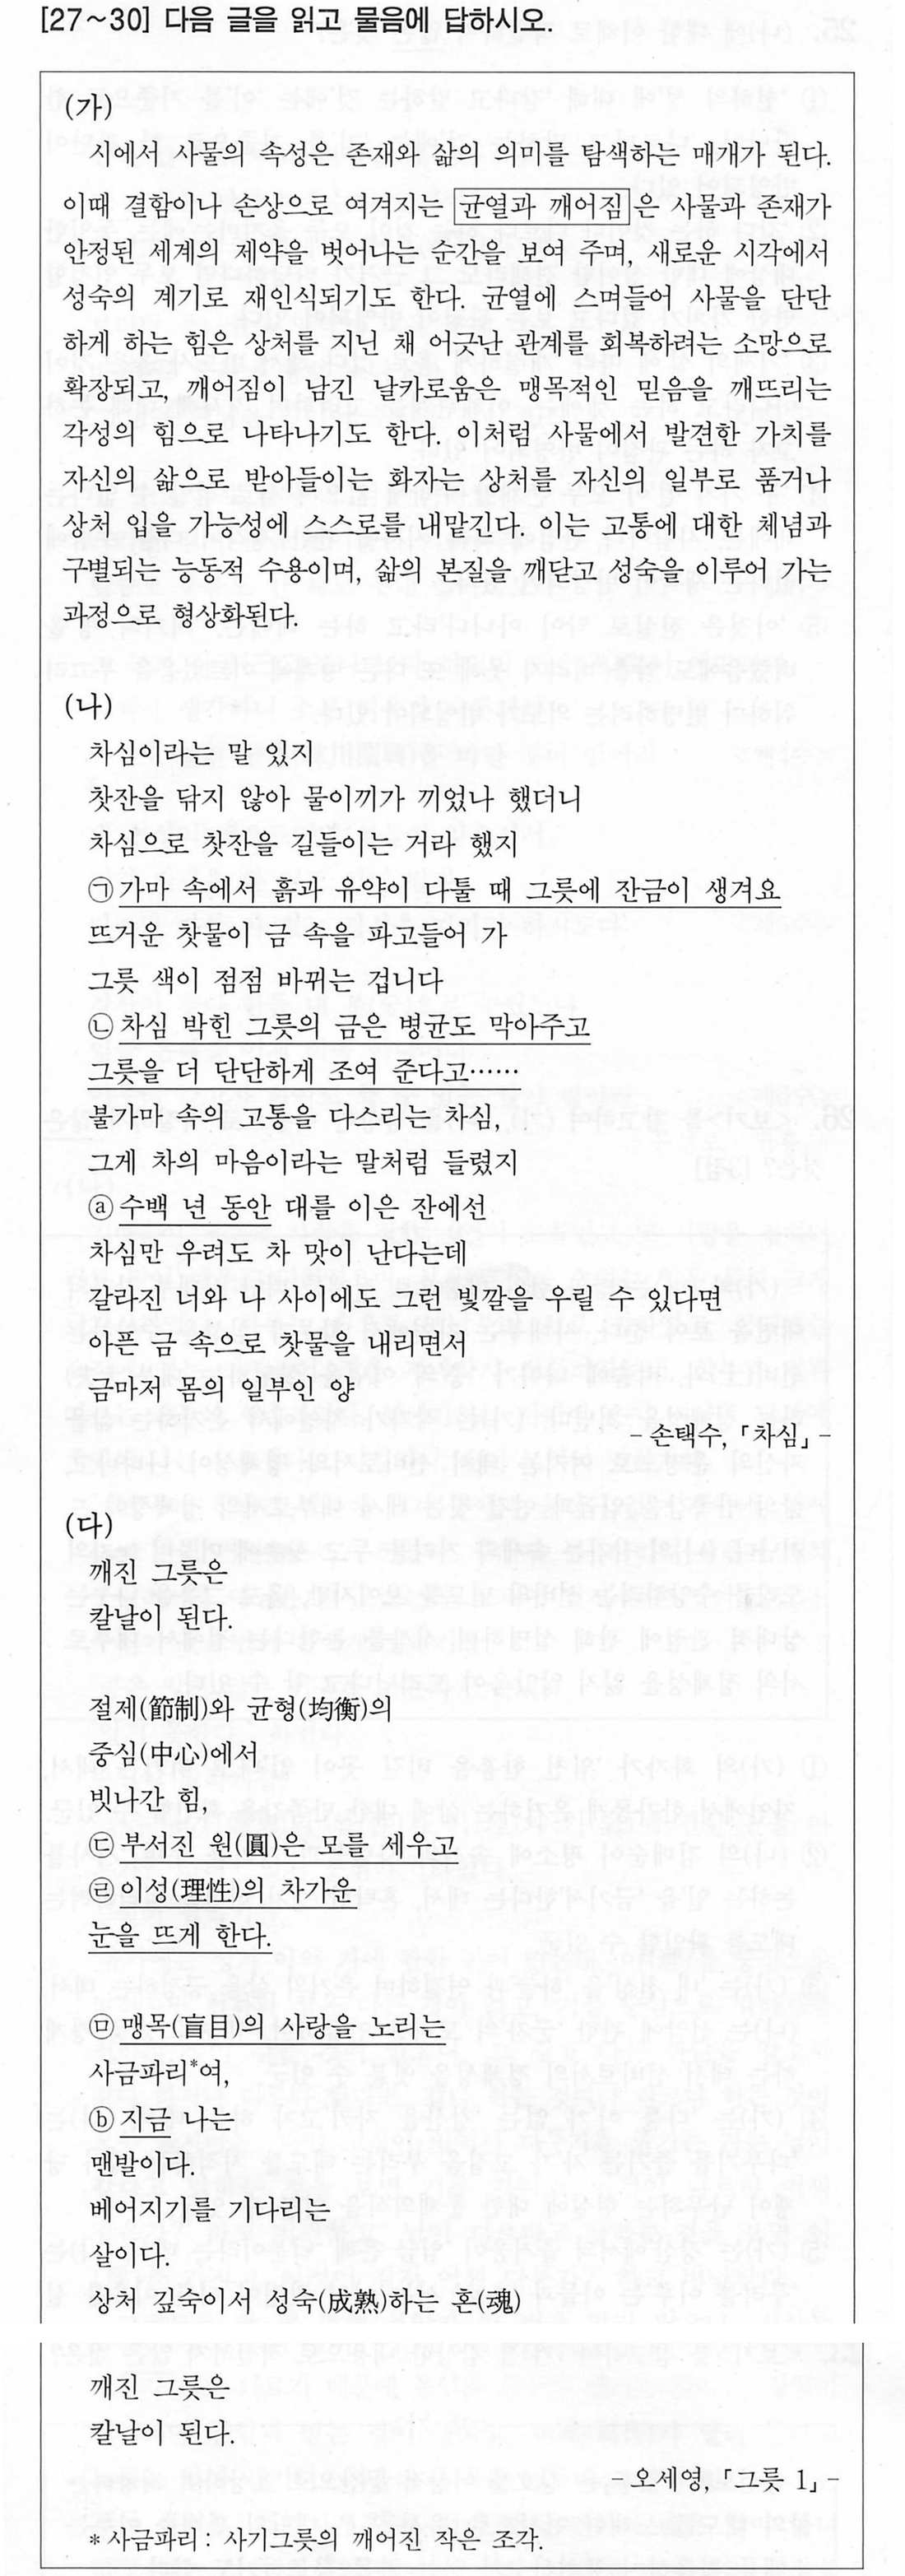 [27~30] 다음 글을 읽고 물음에 답하시오.
(가)
시에서 사물의 속성은 존재와 삶의 의미를 탐색하는 매개가 된다.
이때 결함이나 손상으로 여겨지는 균열과 깨어짐은 사물과 존재가
안정된 세계의 제약을 벗어나는 순간을 보여 주며, 새로운 시각에서
성숙의 계기로 재인식되기도 한다. 균열에 스며들어 사물을 단단
하게 하는 힘은 상처를 지닌 채 어긋난 관계를 회복하려는 소망으로
확장되고, 깨어짐이 남긴 날카로움은 맹목적인 믿음을 깨뜨리는
각성의 힘으로 나타나기도 한다. 이처럼 사물에서 발견한 가치를
자신의 삶으로 받아들이는 화자는 상처를 자신의 일부로 품거나
상처 입을 가능성에 스스로를 내맡긴다. 이는 고통에 대한 체념과
구별되는 능동적 수용이며, 삶의 본질을 깨닫고 성숙을 이루어 가는
과정으로 형상화된다.
(나)
차심이라는 말 있지
찻잔을 닦지 않아 물이끼가 끼었나 했더니
차심으로 찻잔을 길들이는 거라 했지
㉠ 가마 속에서 흙과 유약이 다툴 때 그릇에 잔금이 생겨요
뜨거운 찻물이 금 속을 파고들어 가
그릇 색이 점점 바뀌는 겁니다
㉡ 차심 박힌 그릇의 금은 병균도 막아주고
그릇을 더 단단하게 조여 준다고……
불가마 속의 고통을 다스리는 차심,
그게 차의 마음이라는 말처럼 들렸지
ⓐ 수백 년 동안 대를 이은 잔에선
차심만 우려도 차 맛이 난다는데
갈라진 너와 나 사이에도 그런 빛깔을 우릴 수 있다면
아픈 금 속으로 찻물을 내리면서
금마저 몸의 일부인 양
- 손택수, 「차심」 -
(다)
깨진 그릇은
칼날이 된다.
절제(節制)와 균형(均衡)의
중심(中心)에서
빗나간 힘,
㉢ 부서진 원(圓)은 모를 세우고
㉣ 이성(理性)의 차가운
눈을 뜨게 한다.
㉤ 맹목(盲目)의 사랑을 노리는
사금파리*여,
ⓑ 지금 나는
맨발이다.
베어지기를 기다리는
살이다.
상처 깊숙이서 성숙(成熟)하는 혼(魂)
깨진 그릇은
칼날이 된다.
- 오세영, 「그릇 1」 -
* 사금파리 : 사기그릇의 깨어진 작은 조각.